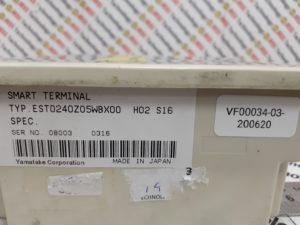 SMART TERMINAL
TYP. EST0240Z05WBX00 H02 S16
SPEC.
SER NO. 08003 0316
Yamatake Corporation MADE IN JAPAN
VF00034-03-
200620
3